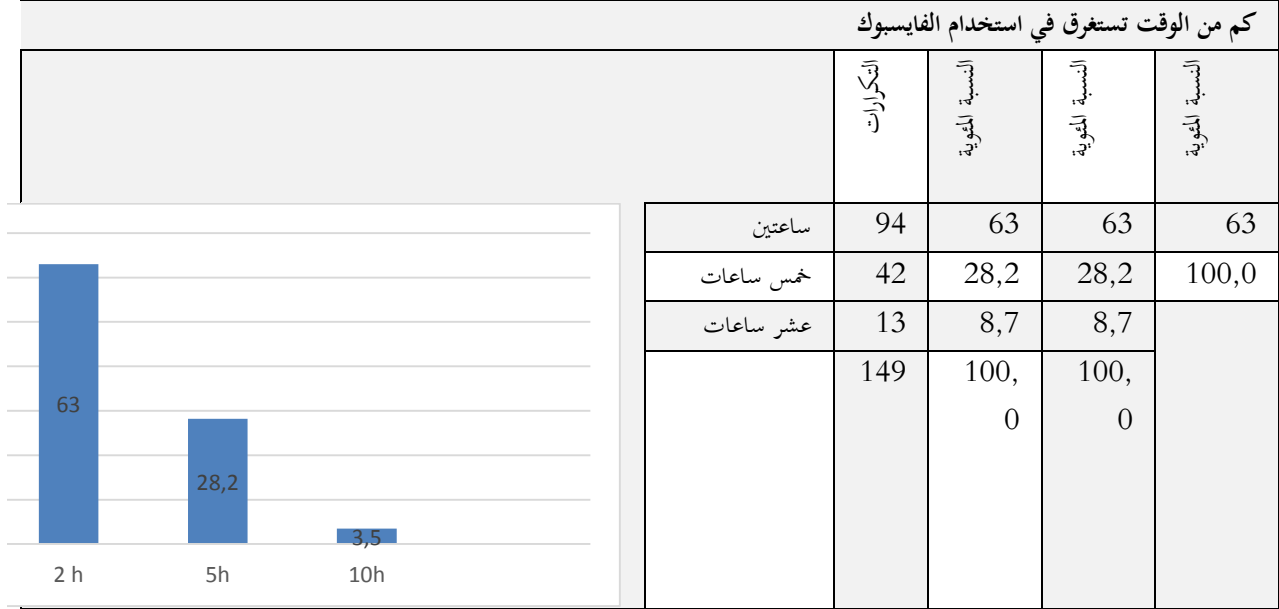 كم من الوقت تستغرق في استخدام الفايسبوك
التكرارات
النسبة المئوية
النسبة المئوية
النسبة المئوية
ساعتين 94 63 63 63
خمس ساعات 42 28,2 28,2 100,0
عشر ساعات 13 8,7 8,7
149 100,0 100,0
63
28,2
3,5
2 h 5h 10h